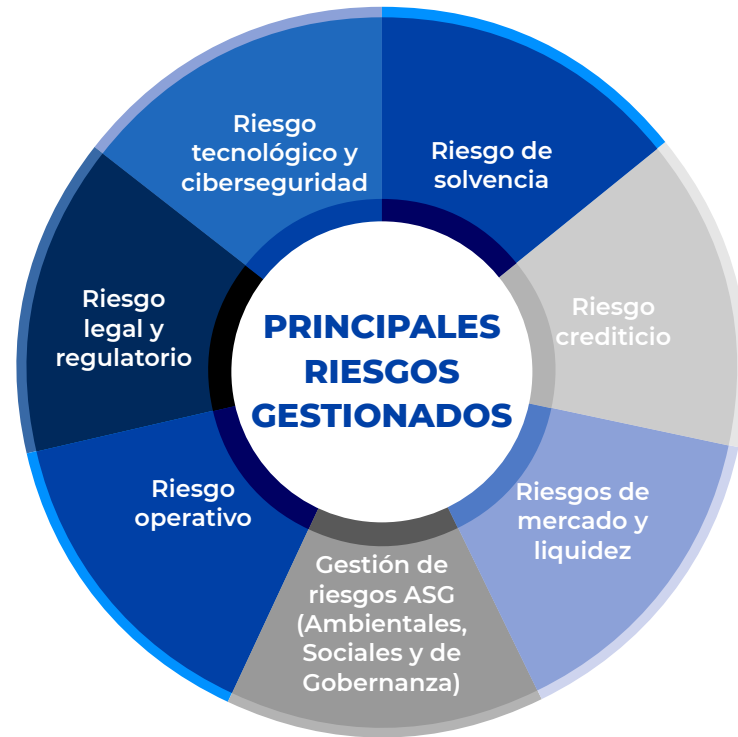 PRINCIPALES
RIESGOS
GESTIONADOS
Riesgo de
solvencia
Riesgo
crediticio
Riesgos de
mercado y
liquidez
Gestión de
riesgos ASG
(Ambientales,
Sociales y de
Gobernanza)
Riesgo
operativo
Riesgo
legal y
regulatorio
Riesgo
tecnológico y
ciberseguridad